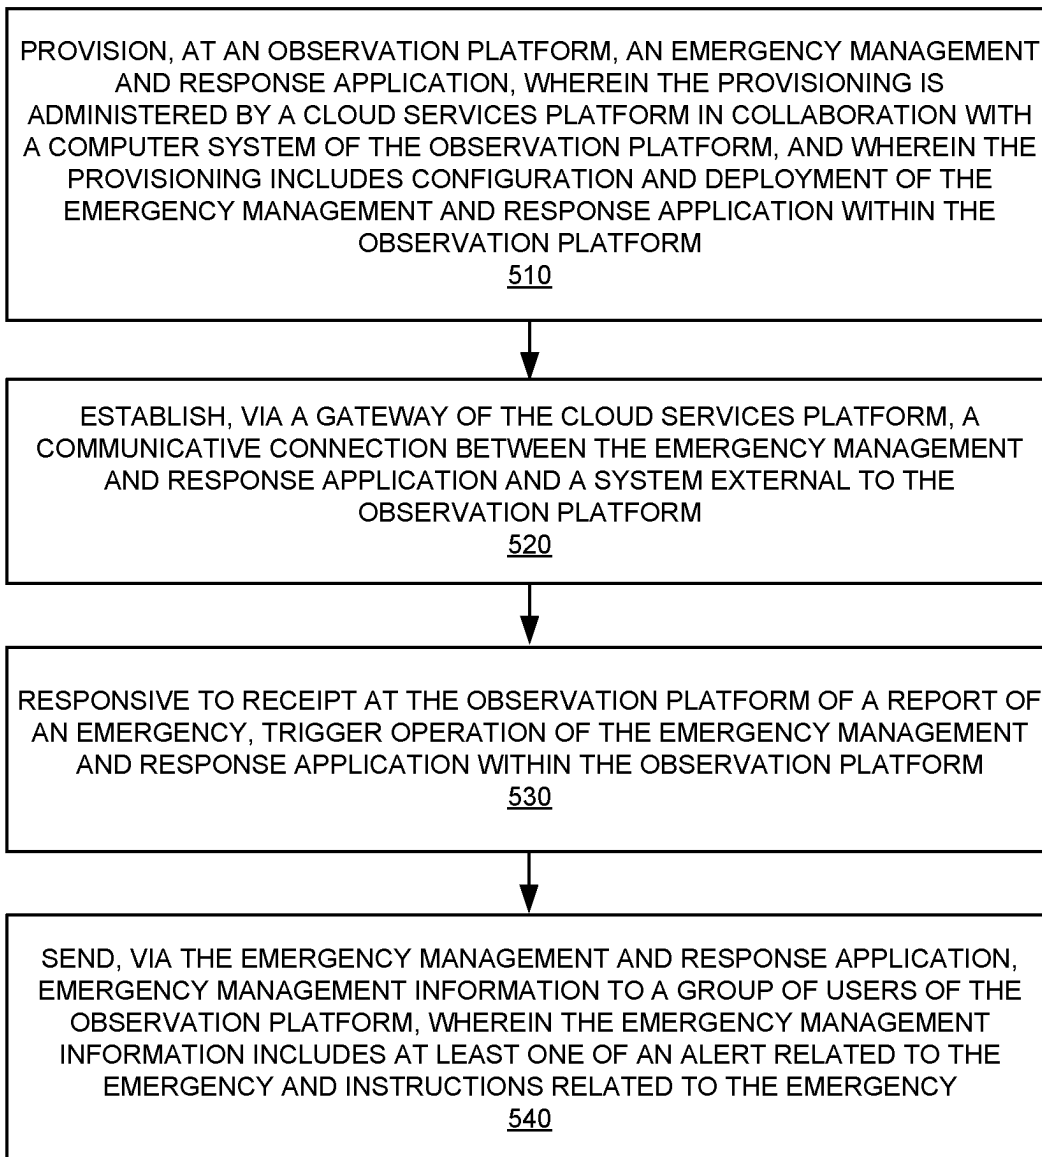 PROVISION, AT AN OBSERVATION PLATFORM, AN EMERGENCY MANAGEMENT
AND RESPONSE APPLICATION, WHEREIN THE PROVISIONING IS
ADMINISTERED BY A CLOUD SERVICES PLATFORM IN COLLABORATION WITH
A COMPUTER SYSTEM OF THE OBSERVATION PLATFORM, AND WHEREIN THE
PROVISIONING INCLUDES CONFIGURATION AND DEPLOYMENT OF THE
EMERGENCY MANAGEMENT AND RESPONSE APPLICATION WITHIN THE
OBSERVATION PLATFORM
510
ESTABLISH, VIA A GATEWAY OF THE CLOUD SERVICES PLATFORM, A
COMMUNICATIVE CONNECTION BETWEEN THE EMERGENCY MANAGEMENT
AND RESPONSE APPLICATION AND A SYSTEM EXTERNAL TO THE
OBSERVATION PLATFORM
520
RESPONSIVE TO RECEIPT AT THE OBSERVATION PLATFORM OF A REPORT OF
AN EMERGENCY, TRIGGER OPERATION OF THE EMERGENCY MANAGEMENT
AND RESPONSE APPLICATION WITHIN THE OBSERVATION PLATFORM
530
SEND, VIA THE EMERGENCY MANAGEMENT AND RESPONSE APPLICATION,
EMERGENCY MANAGEMENT INFORMATION TO A GROUP OF USERS OF THE
OBSERVATION PLATFORM, WHEREIN THE EMERGENCY MANAGEMENT
INFORMATION INCLUDES AT LEAST ONE OF AN ALERT RELATED TO THE
EMERGENCY AND INSTRUCTIONS RELATED TO THE EMERGENCY
540